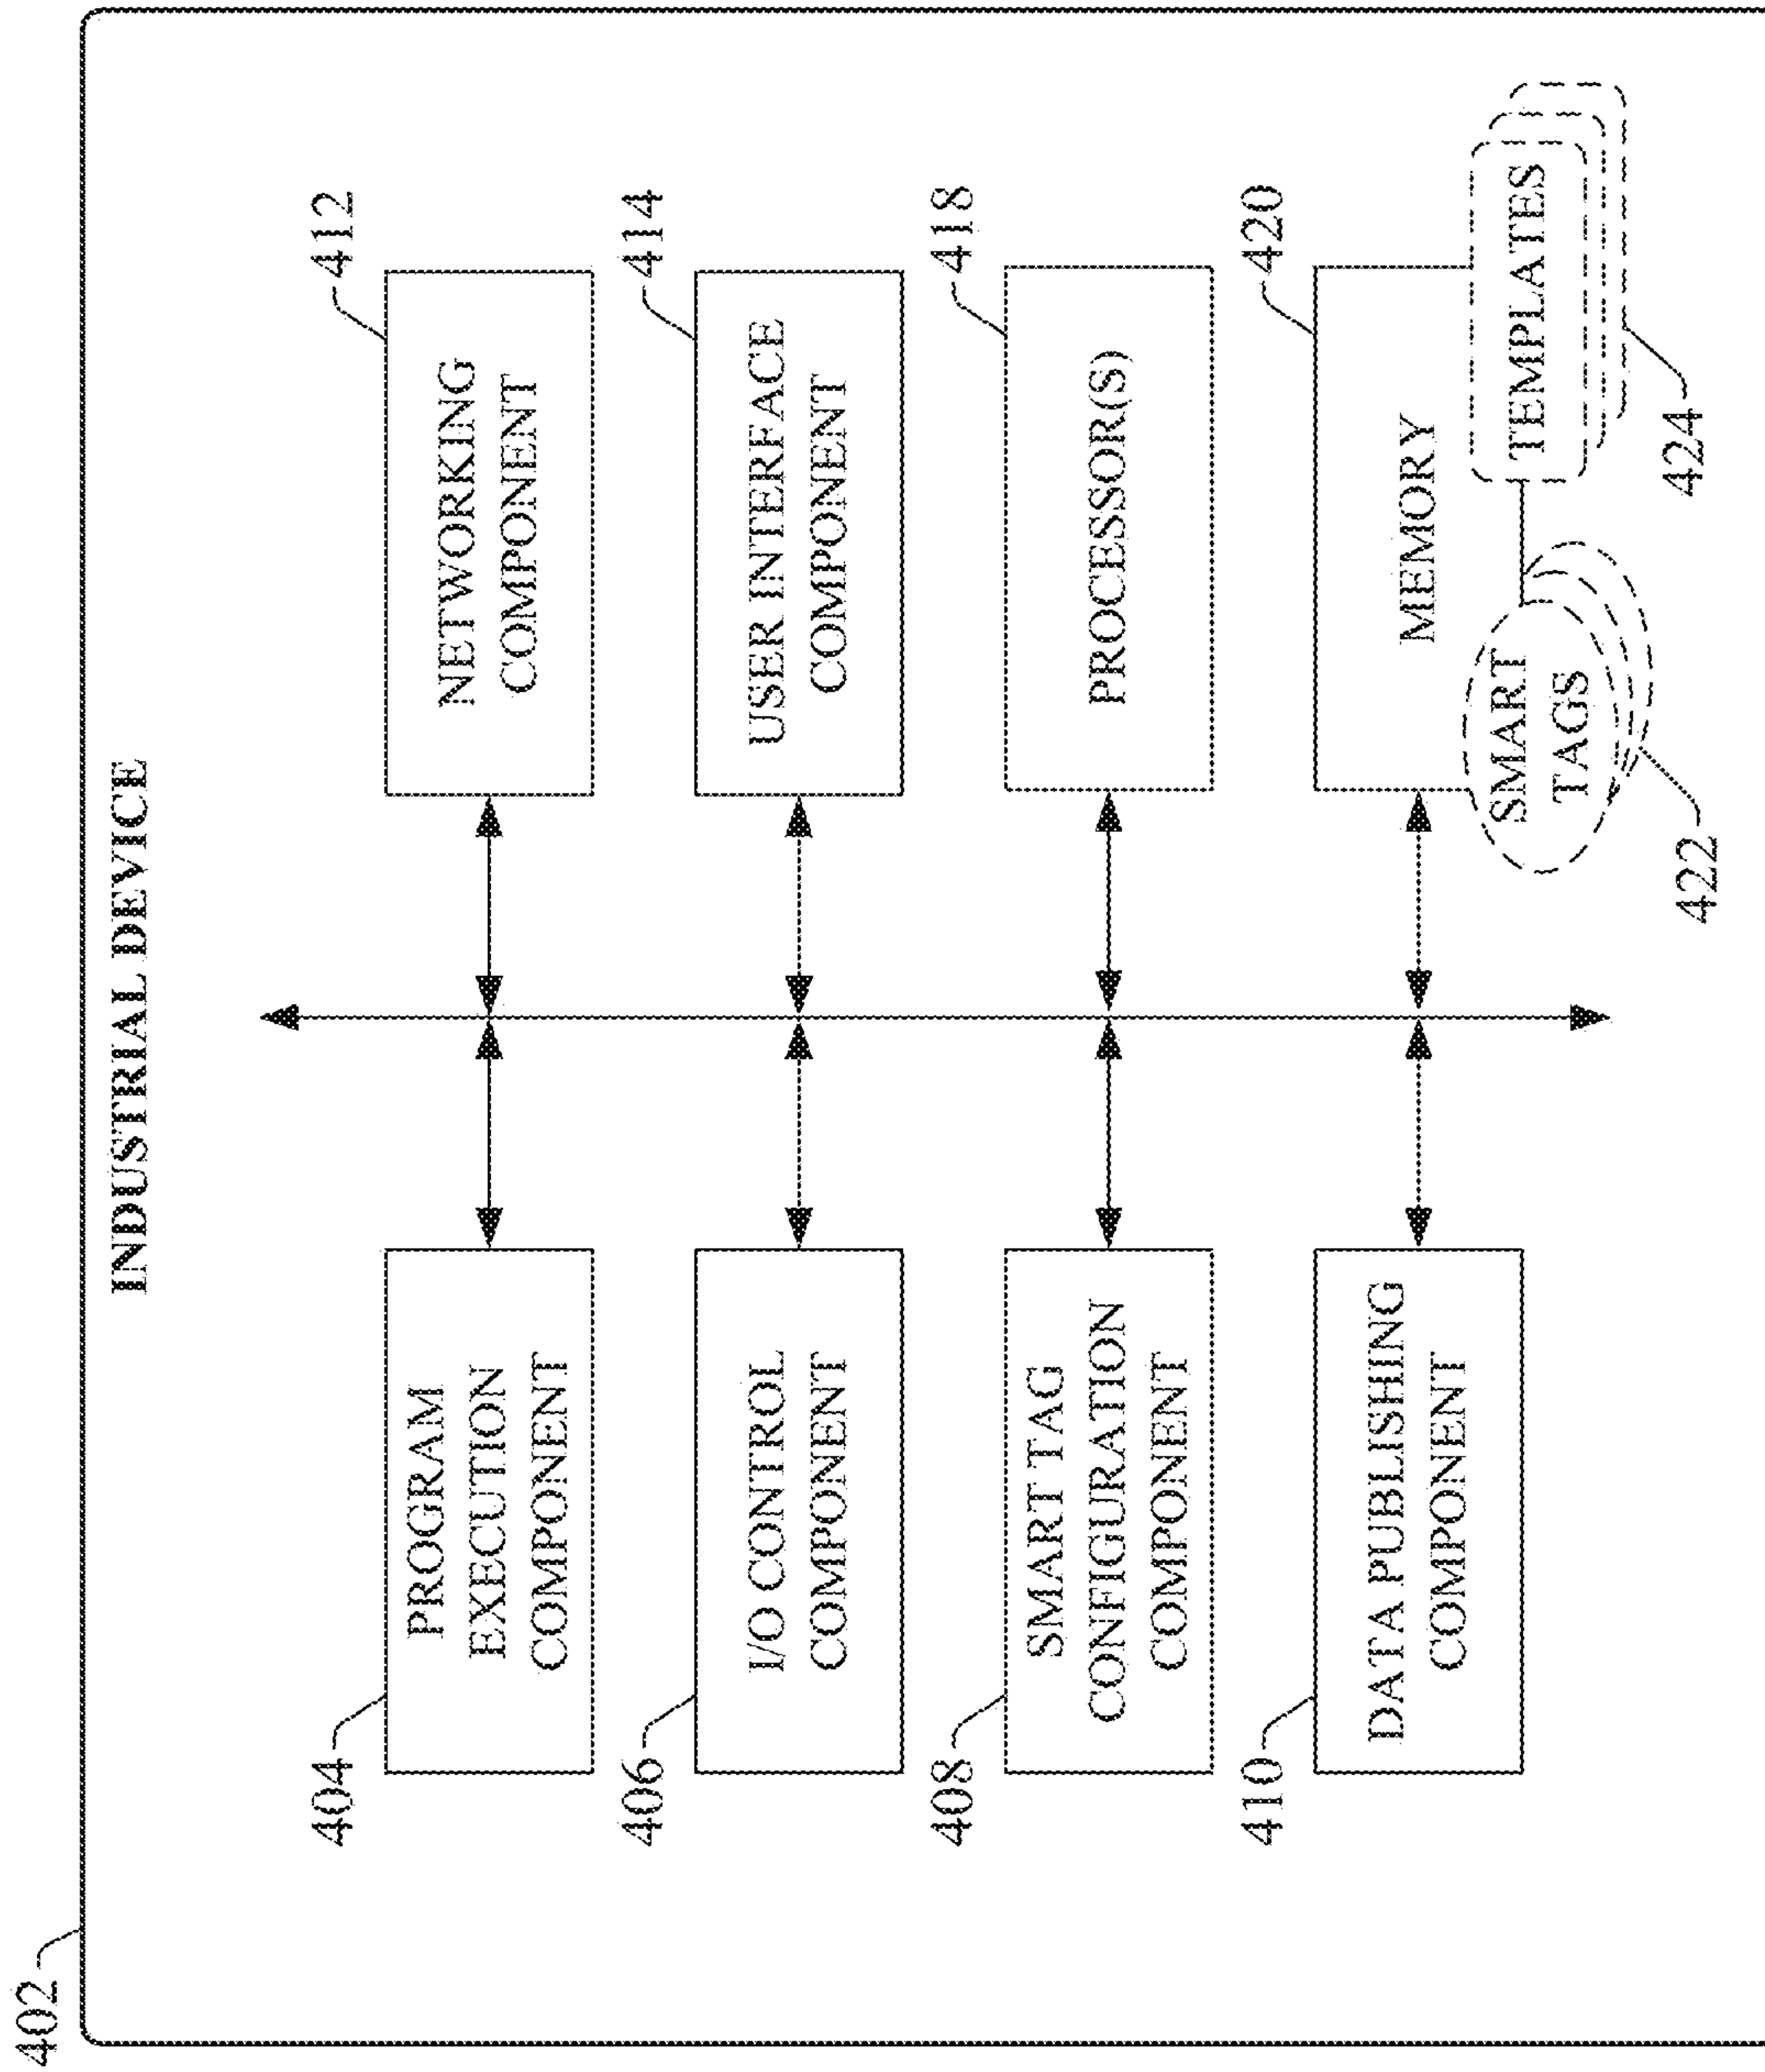 402
INDUSTRIAL DEVICE
404
PROGRAM
EXECUTION
COMPONENT
412
NETWORKING
COMPONENT
406
I/O CONTROL
COMPONENT
414
USER INTERFACE
COMPONENT
408
SMART TAG
CONFIGURATION
COMPONENT
418
PROCESSOR(S)
410
DATA PUBLISHING
COMPONENT
420
MEMORY
SMART
TAGS
TEMPLATES
422
424